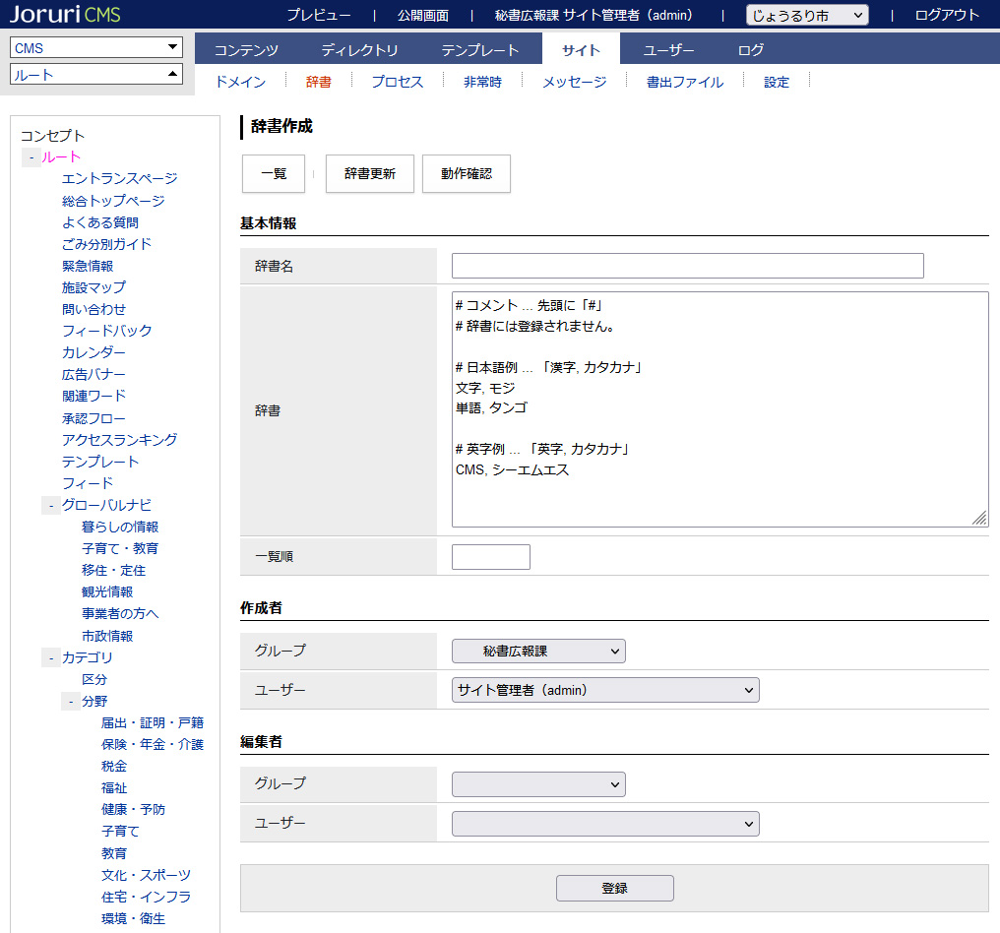 Joruri CMS プレビュー | 公開画面 | 秘書広報課 サイト管理者（admin） | じょうるり市 | ログアウト
CMS
ルート
コンテンツ ディレクトリ テンプレート サイト ユーザー ログ
ドメイン 辞書 プロセス 非常時 メッセージ 書出ファイル 設定
コンセプト
- ルート
エントランスページ
総合トップページ
よくある質問
ごみ分別ガイド
緊急情報
施設マップ
問い合わせ
フィードバック
カレンダー
広告バナー
関連ワード
承認フロー
アクセスランキング
テンプレート
フィード
- グローバルナビ
暮らしの情報
子育て・教育
移住・定住
観光情報
事業者の方へ
市政情報
- カテゴリ
区分
- 分野
届出・証明・戸籍
保険・年金・介護
税金
福祉
健康・予防
子育て
教育
文化・スポーツ
住宅・インフラ
環境・衛生
辞書作成
一覧 辞書更新 動作確認
基本情報
辞書名
辞書
# コメント ... 先頭に「#」
# 辞書には登録されません。
# 日本語例 ... 「漢字, カタカナ」
文字, モジ
単語, タンゴ
# 英字例 ... 「英字, カタカナ」
CMS, シーエムエス
一覧順
作成者
グループ 秘書広報課
ユーザー サイト管理者（admin）
編集者
グループ
ユーザー
登録